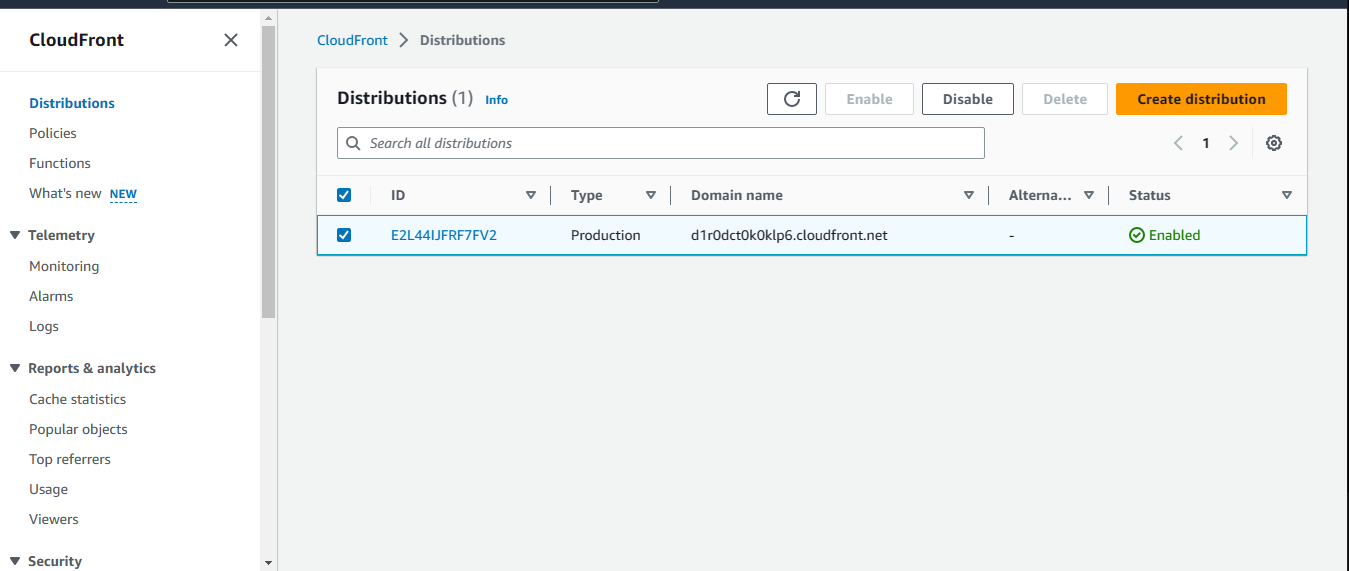 CloudFront
Distributions
Policies
Functions
What's new NEW
Telemetry
Monitoring
Alarms
Logs
Reports & analytics
Cache statistics
Popular objects
Top referrers
Usage
Viewers
Security
CloudFront Distributions
Distributions (1) Info
Enable Disable Delete Create distribution
Search all distributions 1
ID Type Domain name Alterna... Status
E2L44IJFRF7FV2 Production d1r0dct0k0klp6.cloudfront.net - Enabled